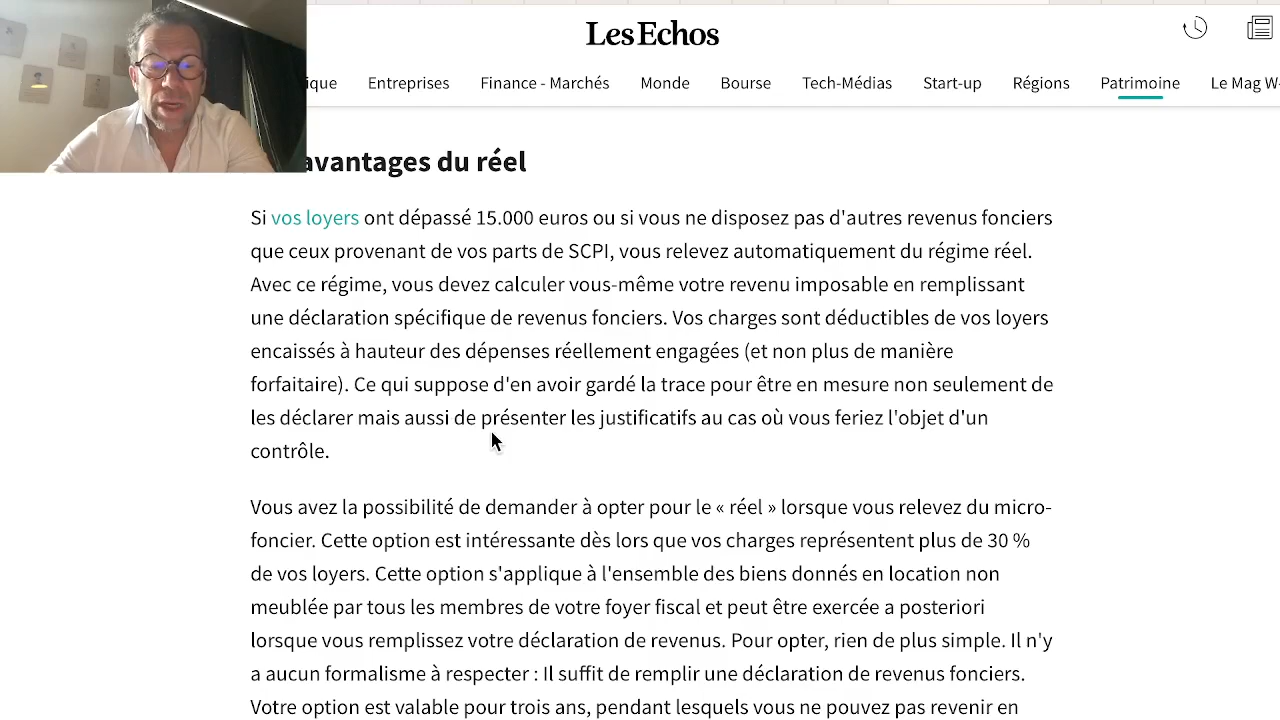 Les Echos
ique Entreprises Finance - Marchés Monde Bourse Tech-Médias Start-up Régions Patrimoine Le Mag W-
avantages du réel
Si vos loyers ont dépassé 15.000 euros ou si vous ne disposez pas d'autres revenus fonciers
que ceux provenant de vos parts de SCPI, vous relevez automatiquement du régime réel.
Avec ce régime, vous devez calculer vous-même votre revenu imposable en remplissant
une déclaration spécifique de revenus fonciers. Vos charges sont déductibles de vos loyers
encaissés à hauteur des dépenses réellement engagées (et non plus de manière
forfaitaire). Ce qui suppose d'en avoir gardé la trace pour être en mesure non seulement de
les déclarer mais aussi de présenter les justificatifs au cas où vous feriez l'objet d'un
contrôle.
Vous avez la possibilité de demander à opter pour le « réel » lorsque vous relevez du micro-
foncier. Cette option est intéressante dès lors que vos charges représentent plus de 30 %
de vos loyers. Cette option s'applique à l'ensemble des biens donnés en location non
meublée par tous les membres de votre foyer fiscal et peut être exercée a posteriori
lorsque vous remplissez votre déclaration de revenus. Pour opter, rien de plus simple. Il n'y
a aucun formalisme à respecter : Il suffit de remplir une déclaration de revenus fonciers.
Votre option est valable pour trois ans, pendant lesquels vous ne pouvez pas revenir en